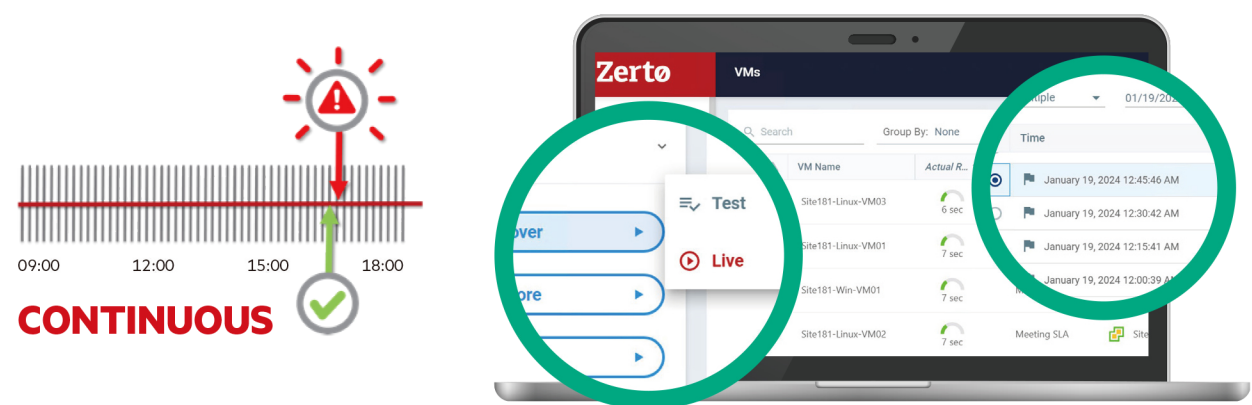 09:00 12:00 15:00 18:00
CONTINUOUS
Zertø
VMs
01/19/202
Search
Group By: None
Time
VM Name
Actual R...
January 19, 2024 12:45:46 AM
Test
Site181-Linux-VM03
6 sec
January 19, 2024 12:30:42 AM
over
Live
Site181-Linux-VM01
7 sec
January 19, 2024 12:15:41 AM
ore
Site181-Win-VM01
7 sec
January 19, 2024 12:00:39 AM
Site181-Linux-VM02
7 sec
Meeting SLA
Site